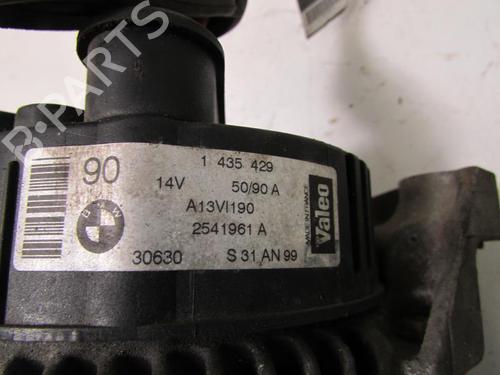 B-PARTS
90
1 435 429
14V 50/90 A
A13VI190
2541961 A
30630 S 31 AN 99
BMW
MADE IN FRANCE
Valeo